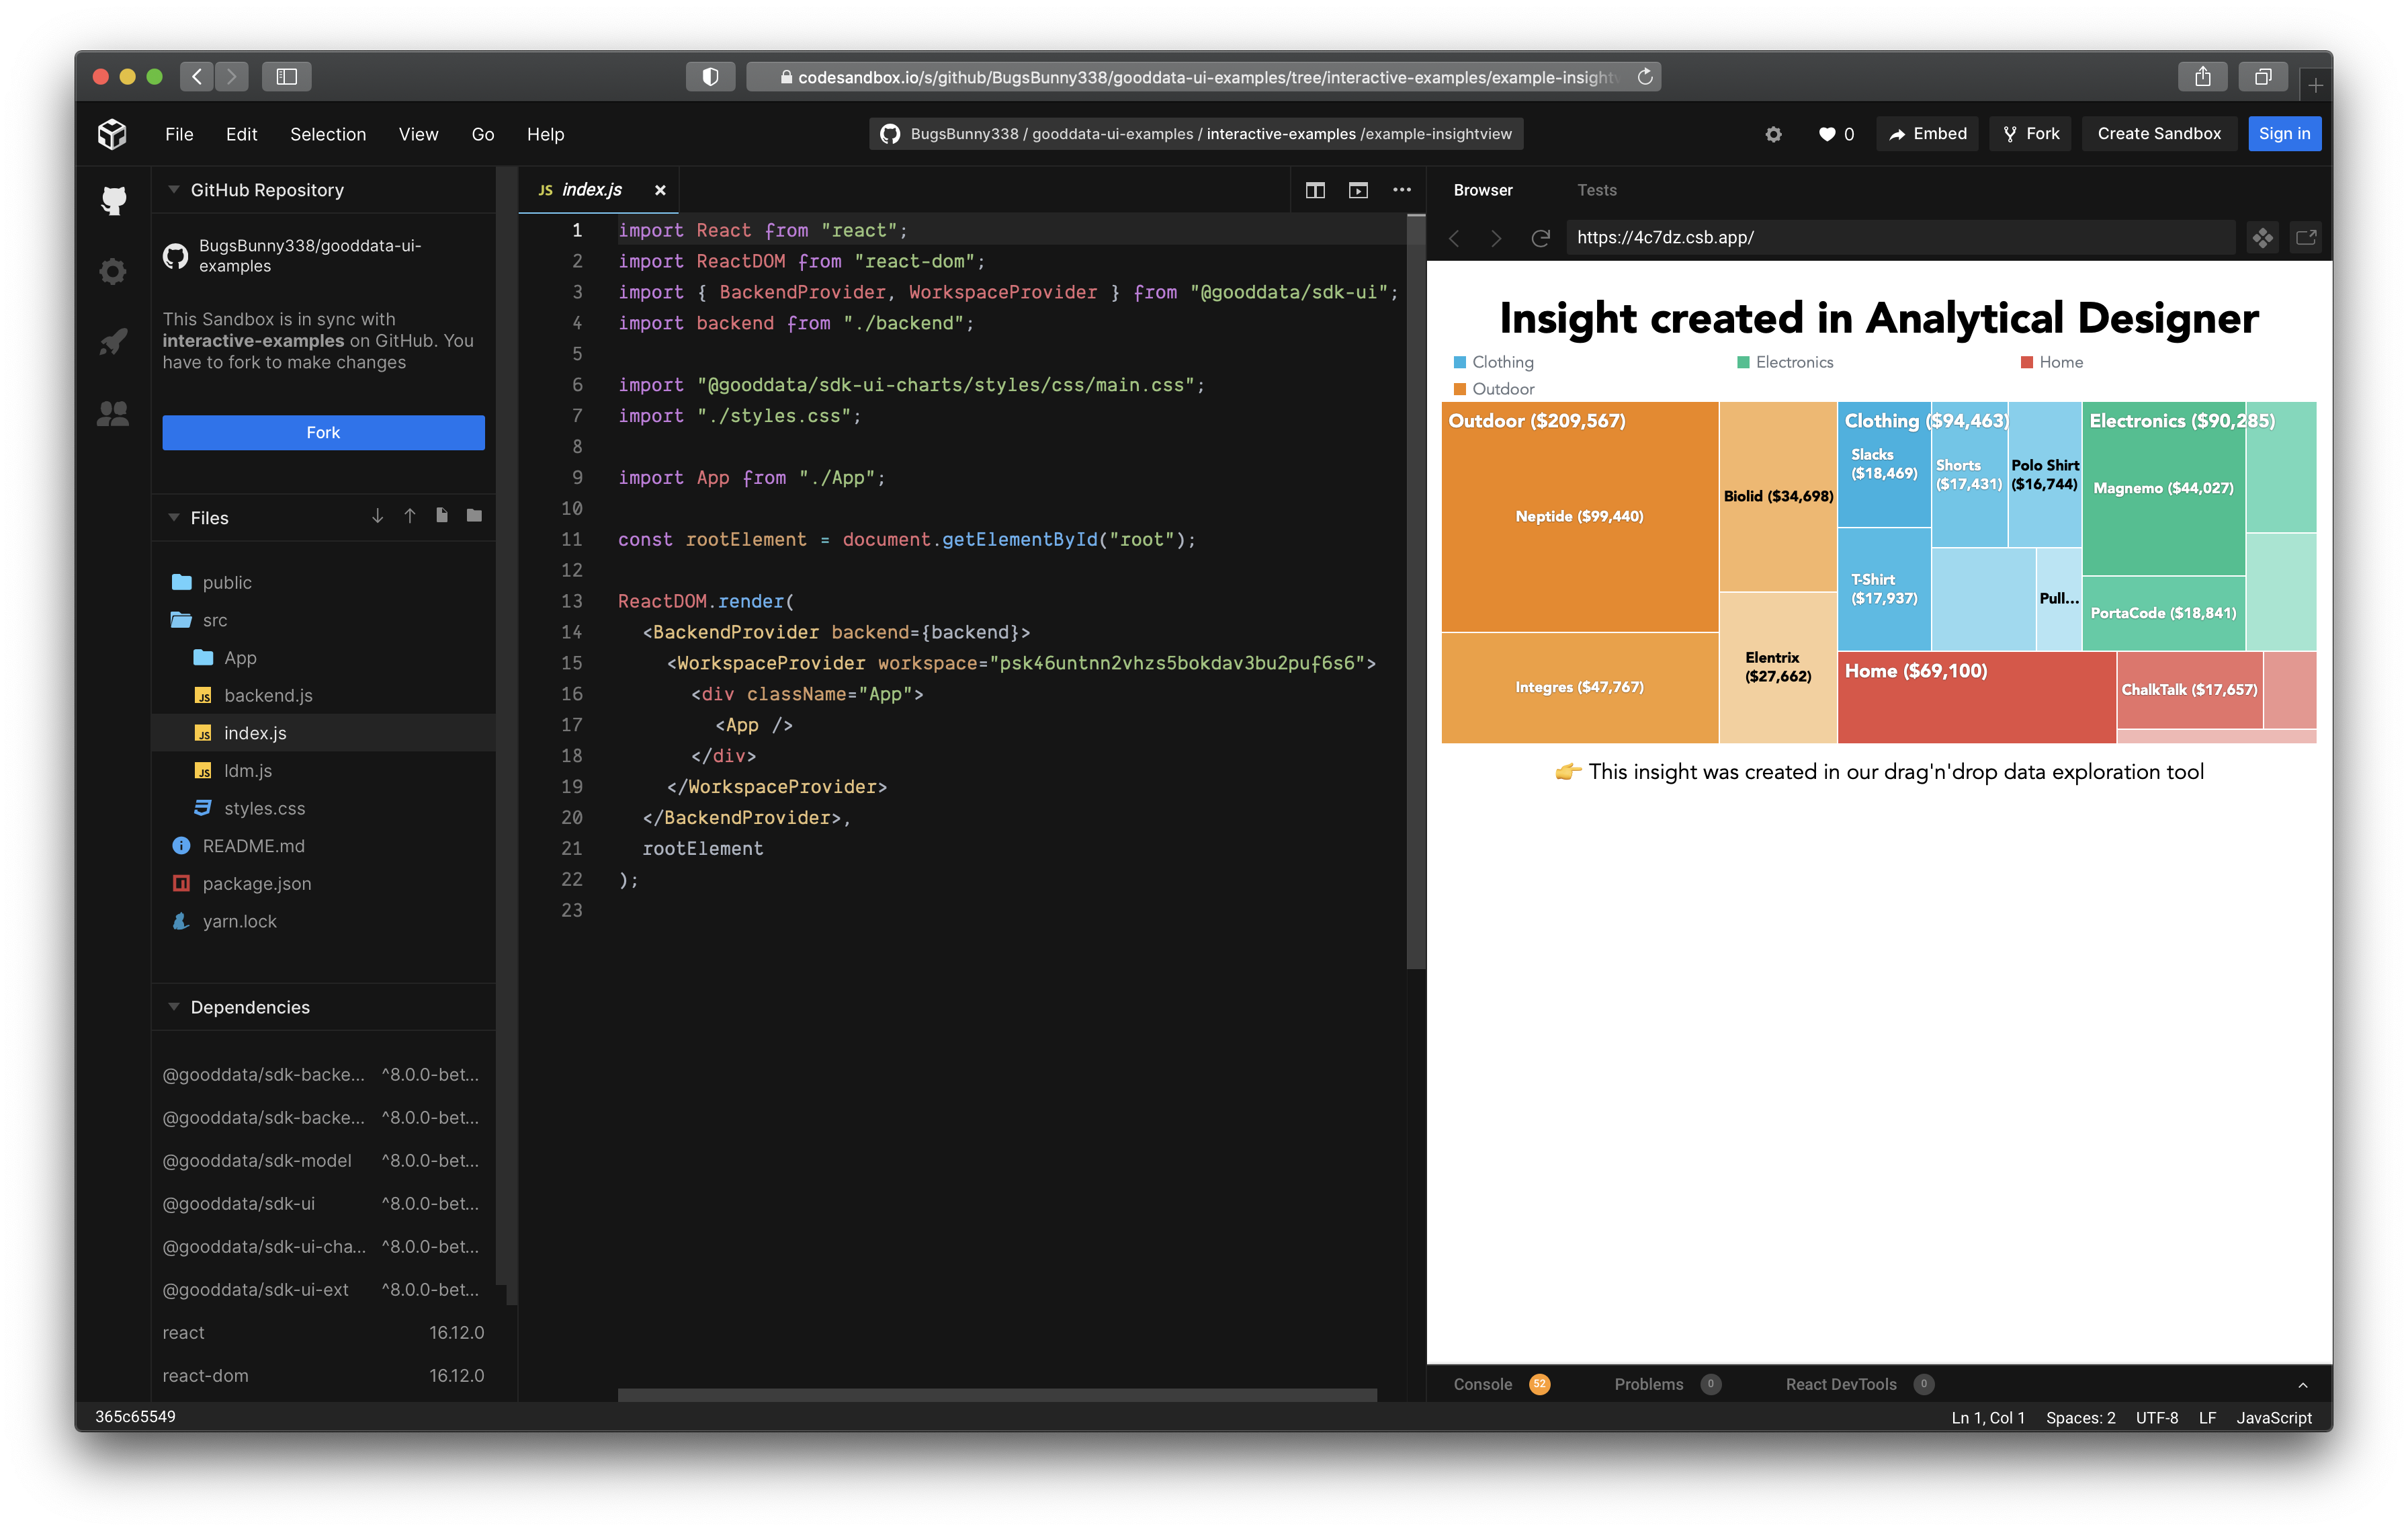 codesandbox.io/s/github/BugsBunny338/gooddata-ui-examples/tree/interactive-examples/example-insight
File Edit Selection View Go Help
BugsBunny338 / gooddata-ui-examples / interactive-examples /example-insightview
0 Embed Fork Create Sandbox Sign in
GitHub Repository
BugsBunny338/gooddata-ui-
examples
This Sandbox is in sync with
interactive-examples on GitHub. You
have to fork to make changes
Fork
Files
public
src
App
JS backend.js
JS index.js
JS ldm.js
styles.css
README.md
package.json
yarn.lock
Dependencies
@gooddata/sdk-backe... ^8.0.0-bet...
@gooddata/sdk-backe... ^8.0.0-bet...
@gooddata/sdk-model ^8.0.0-bet...
@gooddata/sdk-ui ^8.0.0-bet...
@gooddata/sdk-ui-cha... ^8.0.0-bet...
@gooddata/sdk-ui-ext ^8.0.0-bet...
react 16.12.0
react-dom 16.12.0
JS index.js
1 import React from "react";
2 import ReactDOM from "react-dom";
3 import { BackendProvider, WorkspaceProvider } from "@gooddata/sdk-ui";
4 import backend from "./backend";
5
6 import "@gooddata/sdk-ui-charts/styles/css/main.css";
7 import "./styles.css";
8
9 import App from "./App";
10
11 const rootElement = document.getElementById("root");
12
13 ReactDOM.render(
14 <BackendProvider backend={backend}>
15 <WorkspaceProvider workspace="psk46untnn2vhzs5bokdav3bu2puf6s6">
16 <div className="App">
17 <App />
18 </div>
19 </WorkspaceProvider>
20 </BackendProvider>,
21 rootElement
22 );
23
Browser Tests
https://4c7dz.csb.app/
Insight created in Analytical Designer
Clothing Electronics Home
Outdoor
Outdoor ($209,567)
Neptide ($99,440)
Integres ($47,767)
Biolid ($34,698)
Elentrix
($27,662)
Clothing ($94,463)
Slacks
($18,469)
Shorts
($17,431)
Polo Shirt
($16,744)
T-Shirt
($17,937)
Pull...
Electronics ($90,285)
Magnemo ($44,027)
PortaCode ($18,841)
Home ($69,100)
ChalkTalk ($17,657)
👉 This insight was created in our drag'n'drop data exploration tool
Console 52 Problems 0 React DevTools 0
365c65549
Ln 1, Col 1 Spaces: 2 UTF-8 LF JavaScript